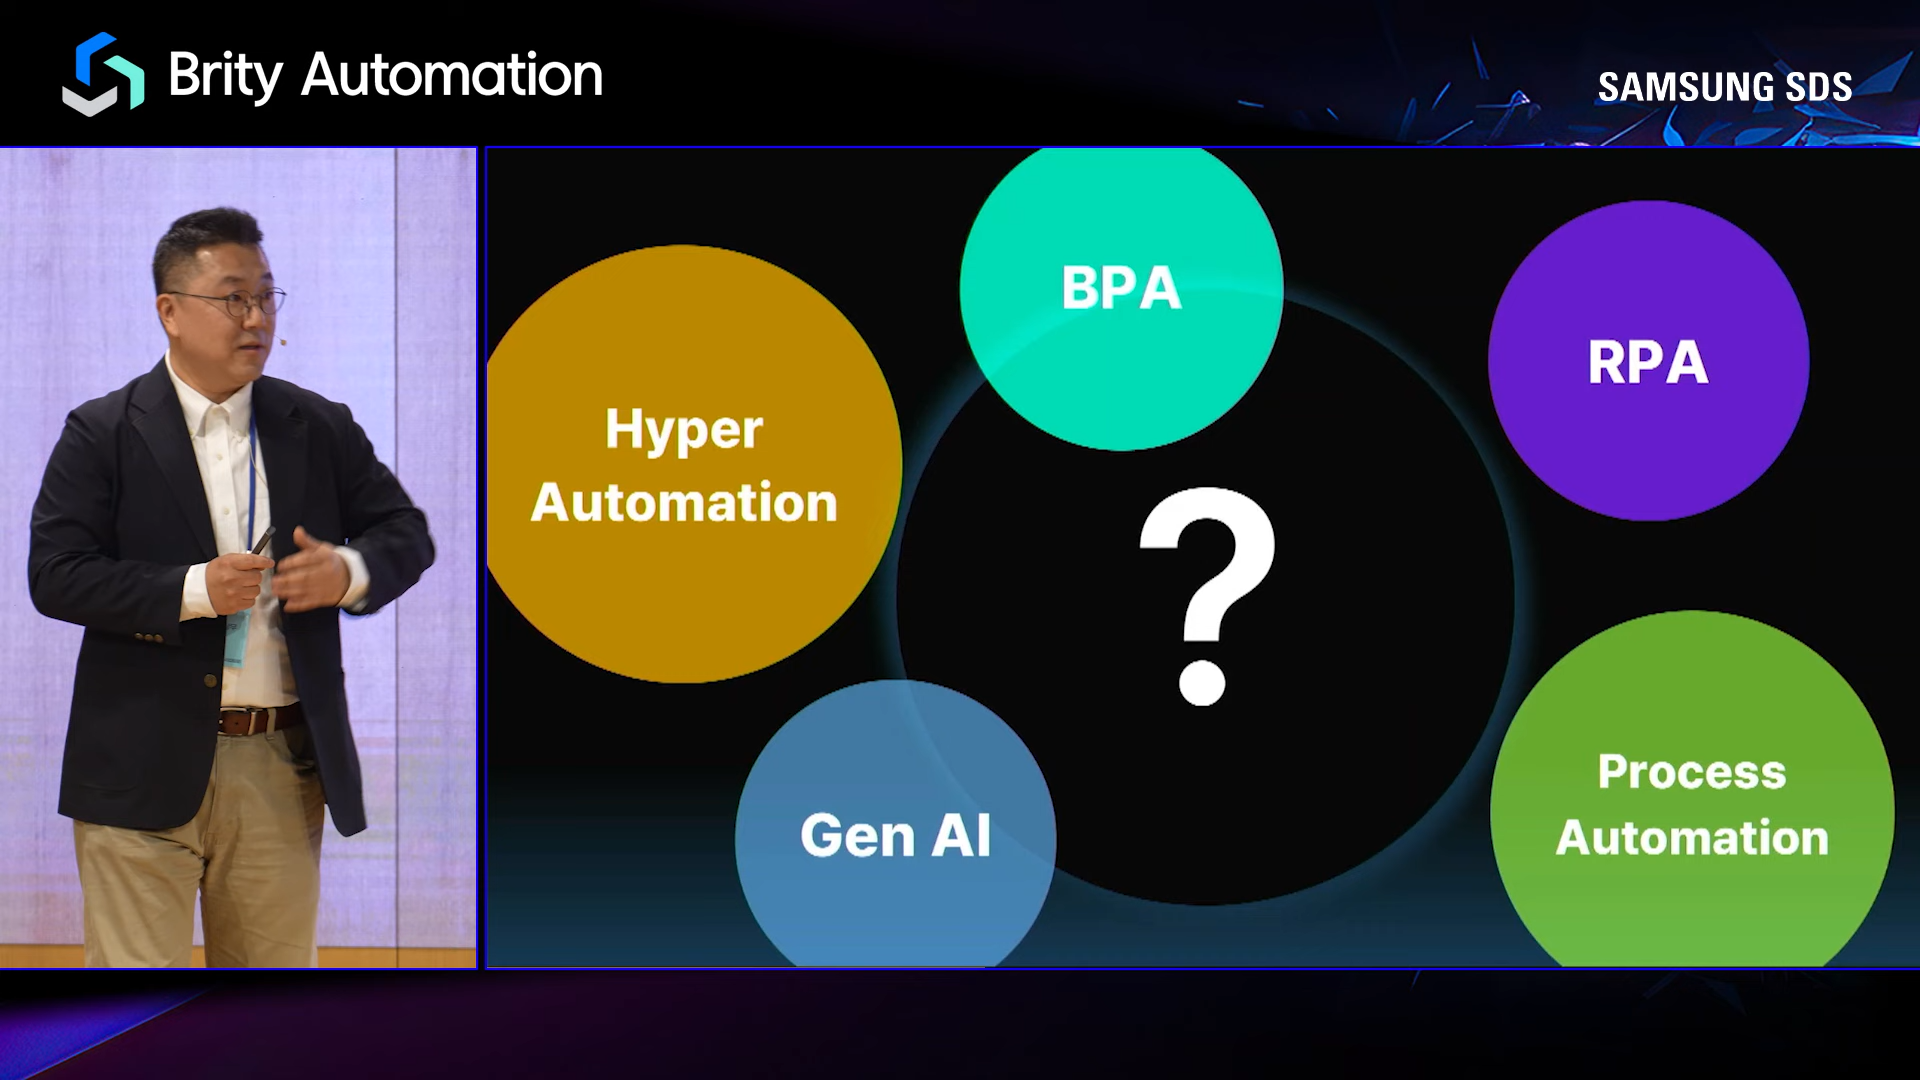 Brity Automation
SAMSUNG SDS
BPA
RPA
Hyper
Automation
?
Process
Automation
Gen AI